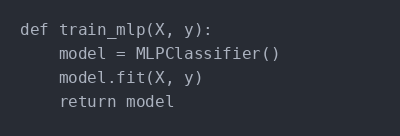 def train_mlp(X, y):
    model = MLPClassifier()
    model.fit(X, y)
    return model